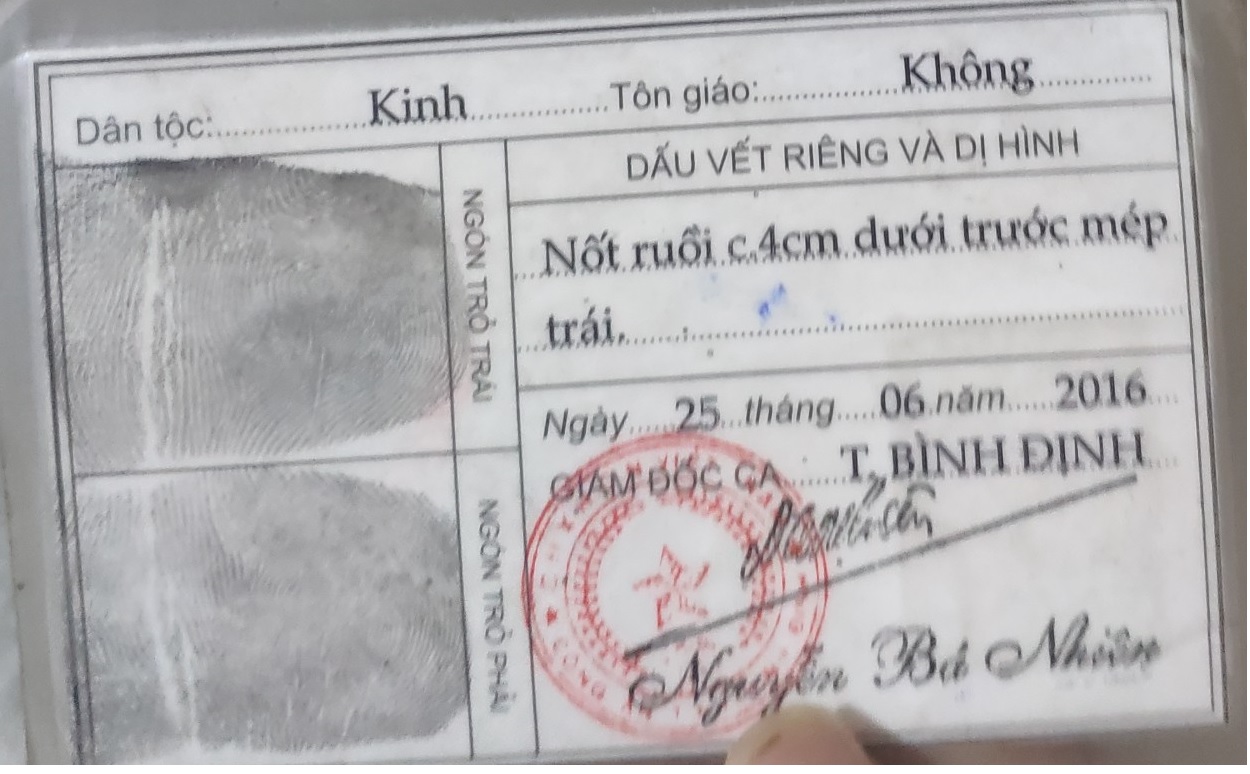 Dân tộc: Kinh Tôn giáo: Không
DẤU VẾT RIÊNG VÀ DỊ HÌNH
NGÓN TRỎ TRÁI
Nốt ruồi c.4cm dưới trước mép
trái.
Ngày 25 tháng 06 năm 2016
GIÁM ĐỐC CA T. BÌNH ĐỊNH
NGÓN TRỎ PHẢI
Nguyễn Bá Nhiên